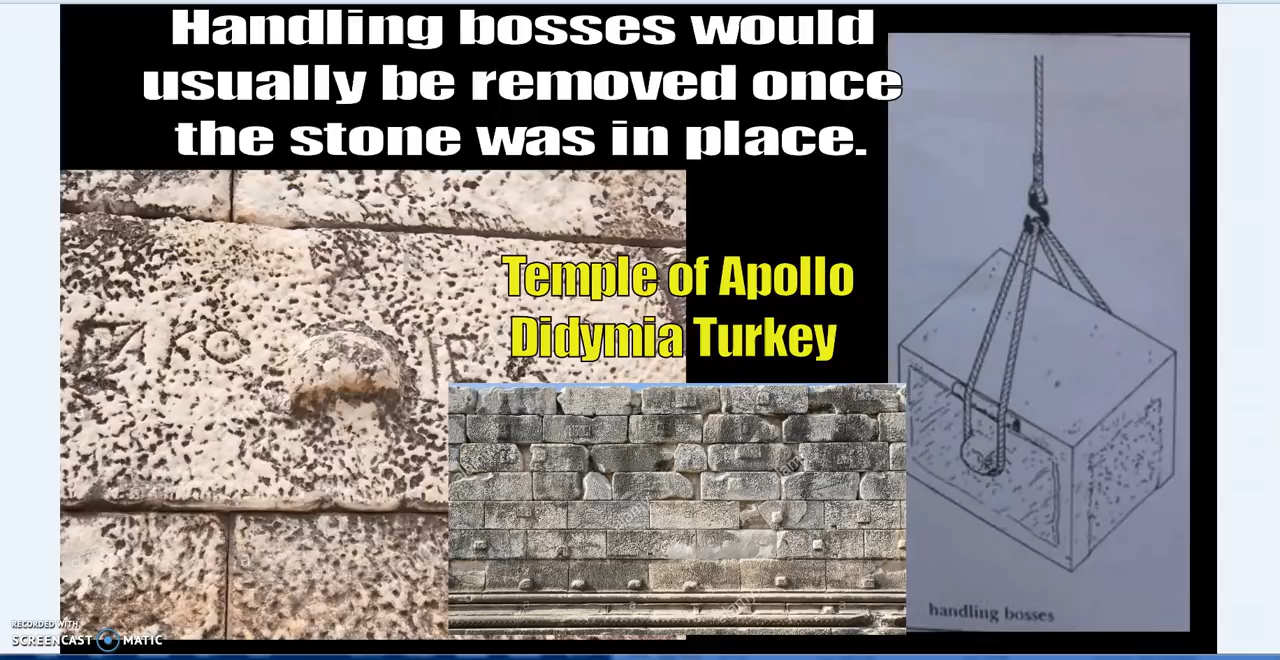 Handling bosses would
usually be removed once
the stone was in place.
Temple of Apollo
Didymia Turkey
handling bosses
RECORDED WITH
SCREENCAST MATIC